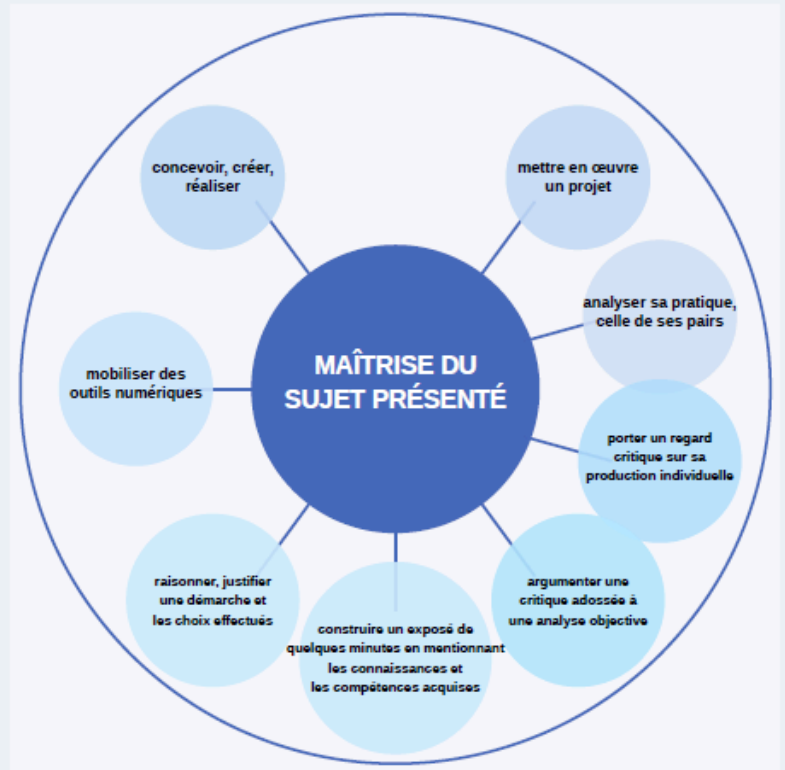 concevoir, créer,
réaliser
mettre en œuvre
un projet
analyser sa pratique,
celle de ses pairs
mobiliser des
outils numériques
MAÎTRISE DU
SUJET PRÉSENTÉ
porter un regard
critique sur sa
production individuelle
raisonner, justifier
une démarche et
les choix effectués
argumenter une
critique adossée à
une analyse objective
construire un exposé de
quelques minutes en mentionnant
les connaissances et
les compétences acquises